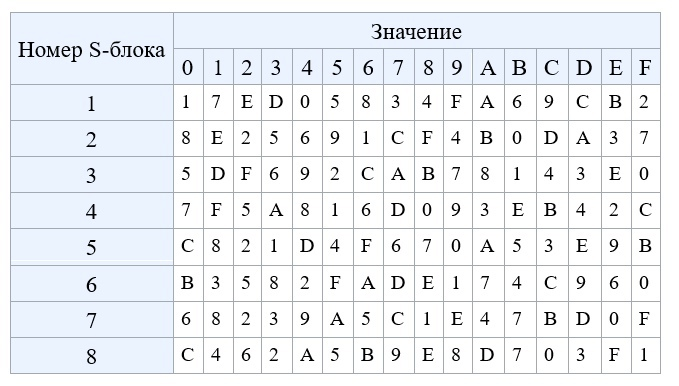 Номер S-блока Значение
0 1 2 3 4 5 6 7 8 9 A B C D E F
1 1 7 E D 0 5 8 3 4 F A 6 9 C B 2
2 8 E 2 5 6 9 1 C F 4 B 0 D A 3 7
3 5 D F 6 9 2 C A B 7 8 1 4 3 E 0
4 7 F 5 A 8 1 6 D 0 9 3 E B 4 2 C
5 C 8 2 1 D 4 F 6 7 0 A 5 3 E 9 B
6 B 3 5 8 2 F A D E 1 7 4 C 9 6 0
7 6 8 2 3 9 A 5 C 1 E 4 7 B D 0 F
8 C 4 6 2 A 5 B 9 E 8 D 7 0 3 F 1